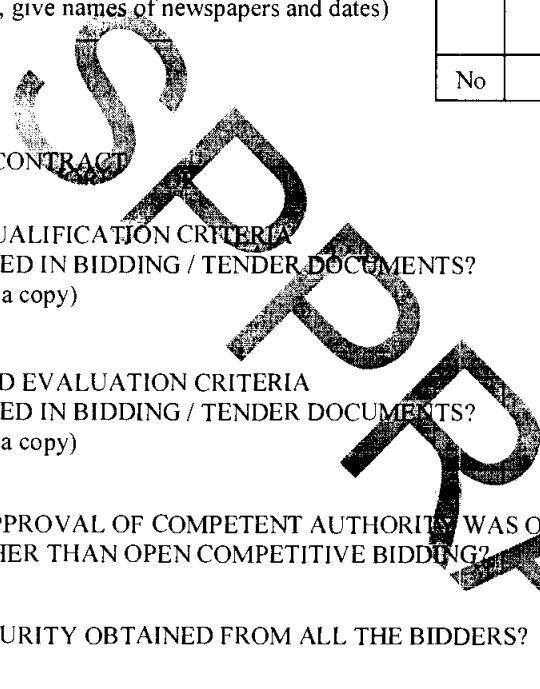 , give names of newspapers and dates)
No
CONTRACT
UALIFICATION CRITERIA
ED IN BIDDING / TENDER DOCUMENTS?
a copy)
D EVALUATION CRITERIA
ED IN BIDDING / TENDER DOCUMENTS?
a copy)
PPROVAL OF COMPETENT AUTHORITY WAS O
HER THAN OPEN COMPETITIVE BIDDING?
URITY OBTAINED FROM ALL THE BIDDERS?
SPPR